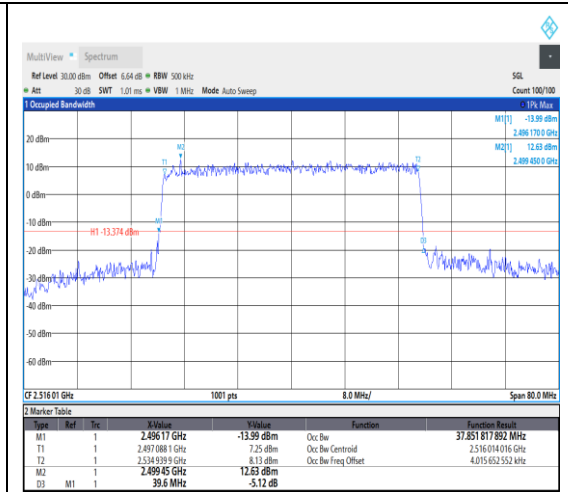 MultiView Spectrum
Ref Level 30.00 dBm Offset 6.64 dB RBW 500 kHz SGL
Att 30 dB SWT 1.01 ms VBW 1 MHz Mode Auto Sweep Count 100/100
1 Occupied Bandwidth 1Pk Max
M1[1] -13.99 dBm
2.496 170 0 GHz
M2[1] 12.63 dBm
2.499 450 0 GHz
20 dBm
M2
T1
T2
10 dBm
0 dBm
-10 dBm
M1
H1 -13.374 dBm
D3
-20 dBm
-30 dBm
-40 dBm
-50 dBm
-60 dBm
CF 2.516 01 GHz 1001 pts 8.0 MHz/ Span 80.0 MHz
2 Marker Table
Type Ref Trc X-Value Y-Value Function Function Result
M1 1 2.496 17 GHz -13.99 dBm Occ Bw 37.851 817 892 MHz
T1 1 2.497 088 1 GHz 7.25 dBm Occ Bw Centroid 2.516 014 016 GHz
T2 1 2.534 939 9 GHz 8.13 dBm Occ Bw Freq Offset 4.015 652 552 kHz
M2 1 2.499 45 GHz 12.63 dBm
D3 M1 1 39.6 MHz -5.12 dB